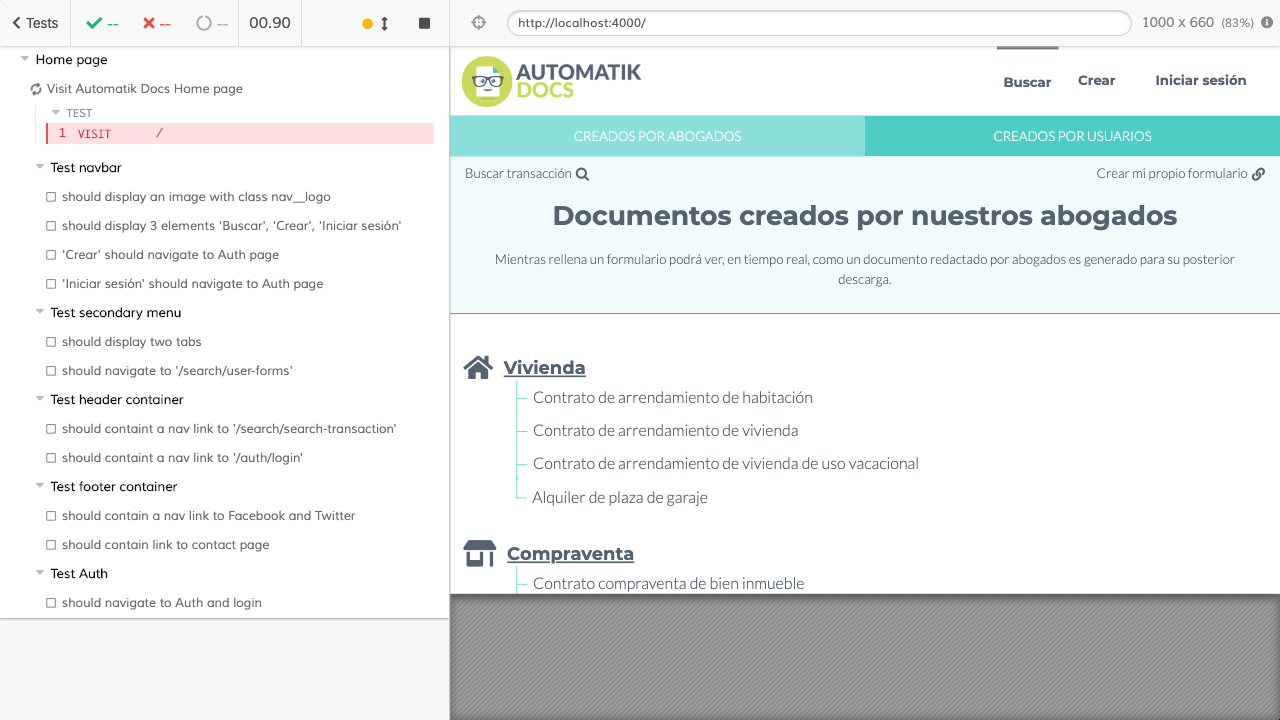 Tests
--
--
--
00.90
http://localhost:4000/
1000 x 660 (83%)
Home page
Visit Automatik Docs Home page
TEST
1 VISIT /
Test navbar
should display an image with class nav__logo
should display 3 elements 'Buscar', 'Crear', 'Iniciar sesión'
'Crear' should navigate to Auth page
'Iniciar sesión' should navigate to Auth page
Test secondary menu
should display two tabs
should navigate to '/search/user-forms'
Test header container
should containt a nav link to '/search/search-transaction'
should containt a nav link to '/auth/login'
Test footer container
should contain a nav link to Facebook and Twitter
should contain link to contact page
Test Auth
should navigate to Auth and login
AUTOMATIK
DOCS
Buscar
Crear
Iniciar sesión
CREADOS POR ABOGADOS
CREADOS POR USUARIOS
Buscar transacción
Crear mi propio formulario
Documentos creados por nuestros abogados
Mientras rellena un formulario podrá ver, en tiempo real, como un documento redactado por abogados es generado para su posterior
descarga.
Vivienda
Contrato de arrendamiento de habitación
Contrato de arrendamiento de vivienda
Contrato de arrendamiento de vivienda de uso vacacional
Alquiler de plaza de garaje
Compraventa
Contrato compraventa de bien inmueble